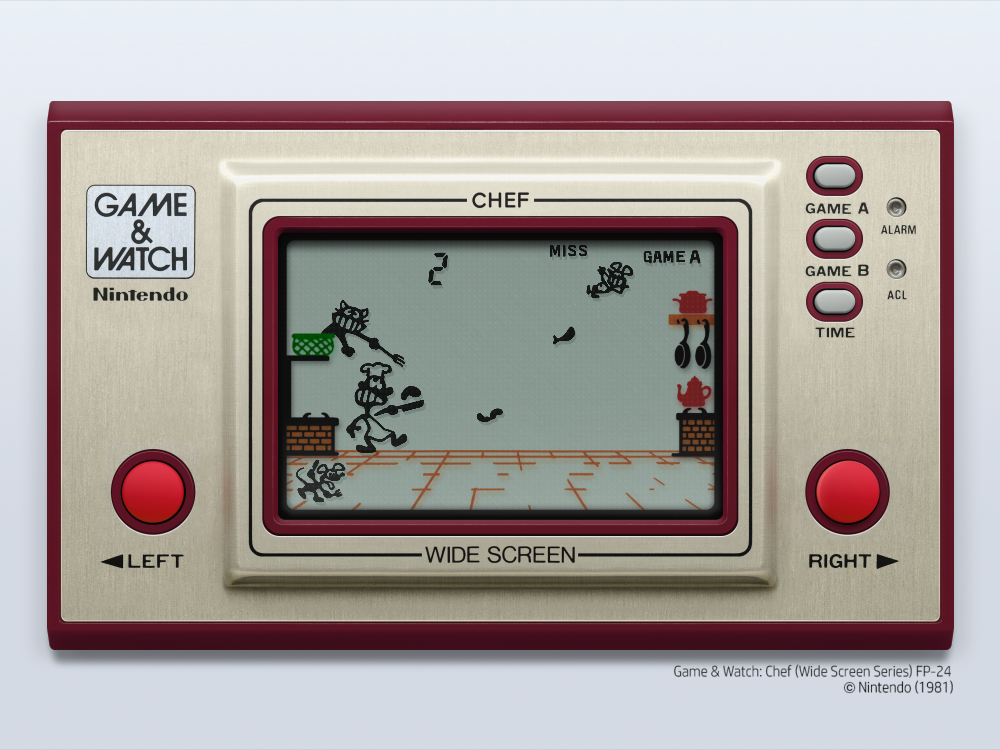 GAME
&
WATCH
Nintendo
CHEF
2
MISS
GAME A
GAME A
ALARM
GAME B
ACL
TIME
LEFT
WIDE SCREEN
RIGHT
Game & Watch: Chef (Wide Screen Series) FP-24
© Nintendo (1981)